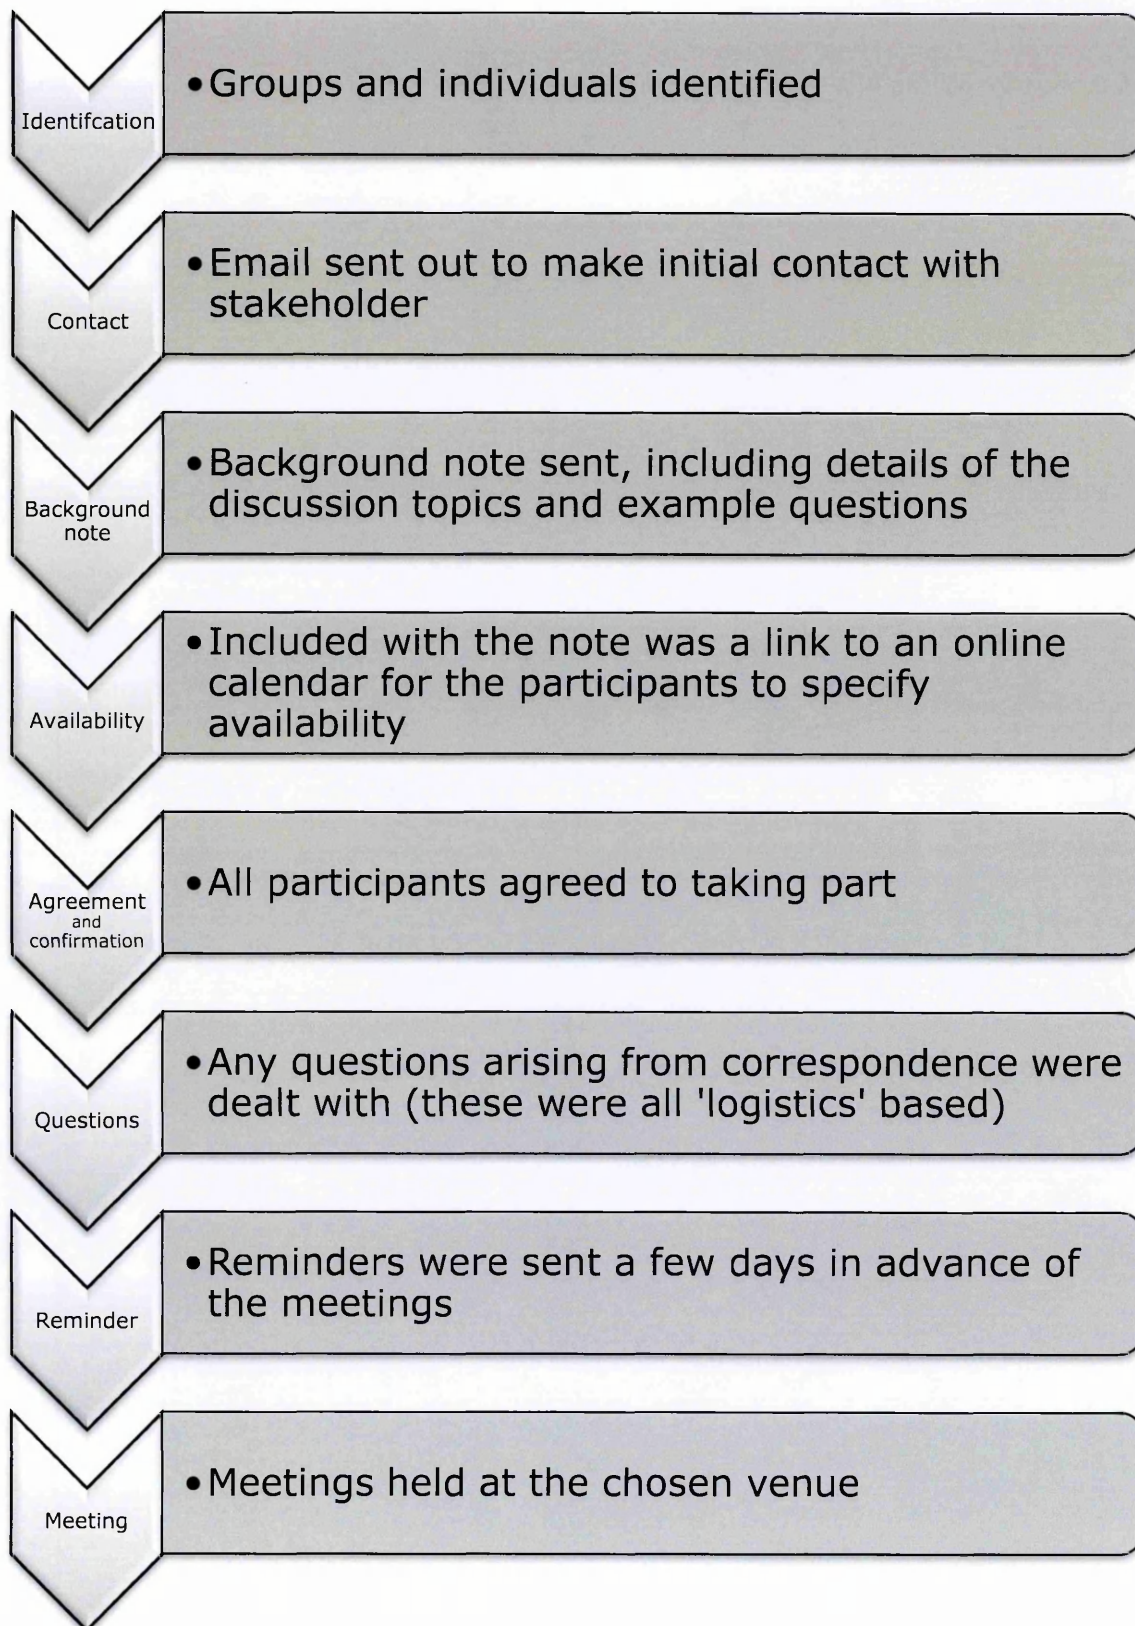 Identifcation
•Groups and individuals identified
Contact
•Email sent out to make initial contact with
stakeholder
Background
note
•Background note sent, including details of the
discussion topics and example questions
Availability
•Included with the note was a link to an online
calendar for the participants to specify
availability
Agreement
and
confirmation
•All participants agreed to taking part
Questions
•Any questions arising from correspondence were
dealt with (these were all 'logistics' based)
Reminder
•Reminders were sent a few days in advance of
the meetings
Meeting
•Meetings held at the chosen venue